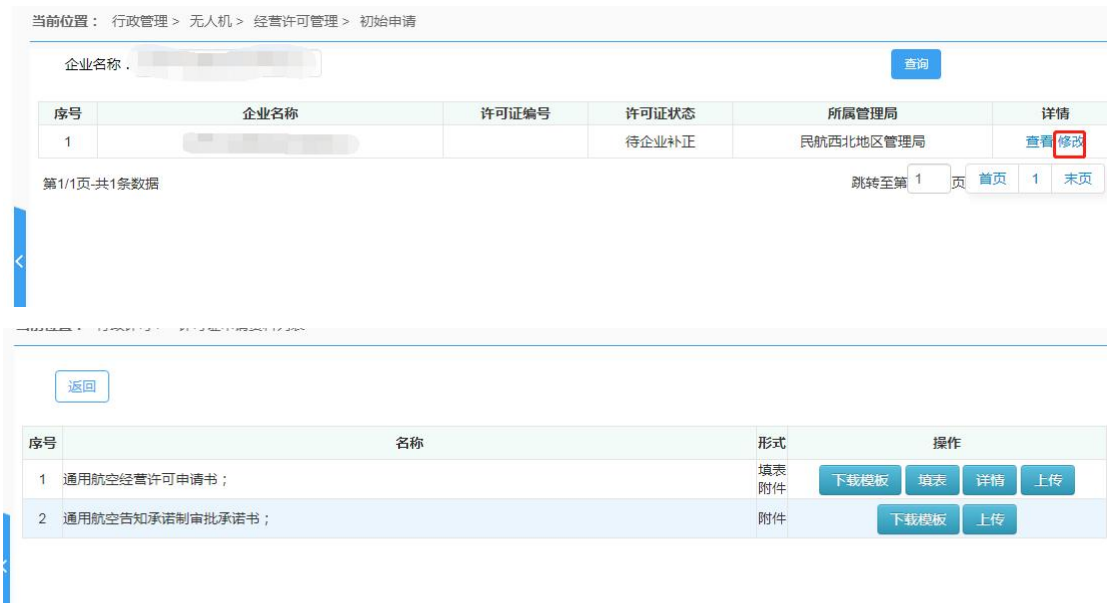 当前位置： 行政管理 > 无人机 > 经营许可管理 > 初始申请
企业名称： 查询
序号 企业名称 许可证编号 许可证状态 所属管理局 详情
1 待企业补正 民航西北地区管理局 查看 修改
第1/1页-共1条数据 跳转至第 1 页 首页 1 末页
返回
序号 名称 形式 操作
1 通用航空经营许可申请书； 填表 附件 下载模板 填表 详情 上传
2 通用航空告知承诺制审批承诺书； 附件 下载模板 上传